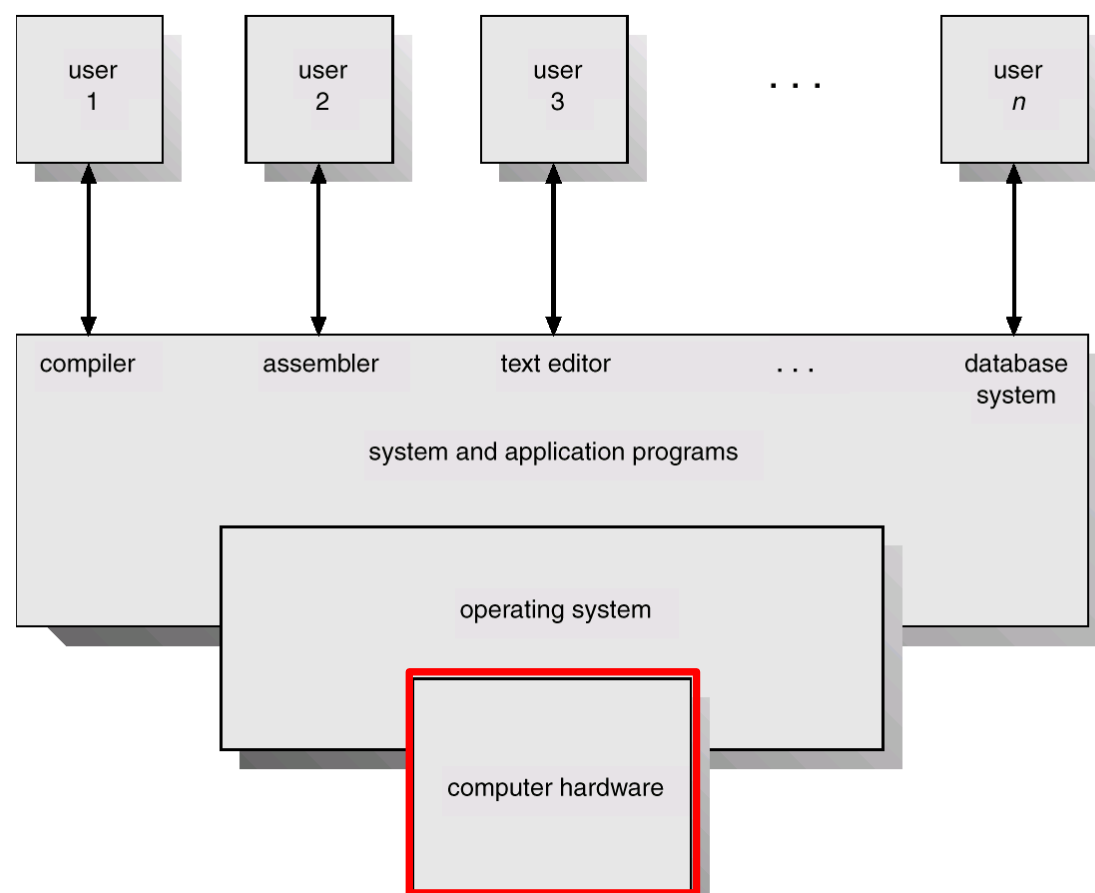 user
1
user
2
user
3
. . .
user
n
compiler
assembler
text editor
. . .
database
system
system and application programs
operating system
computer hardware